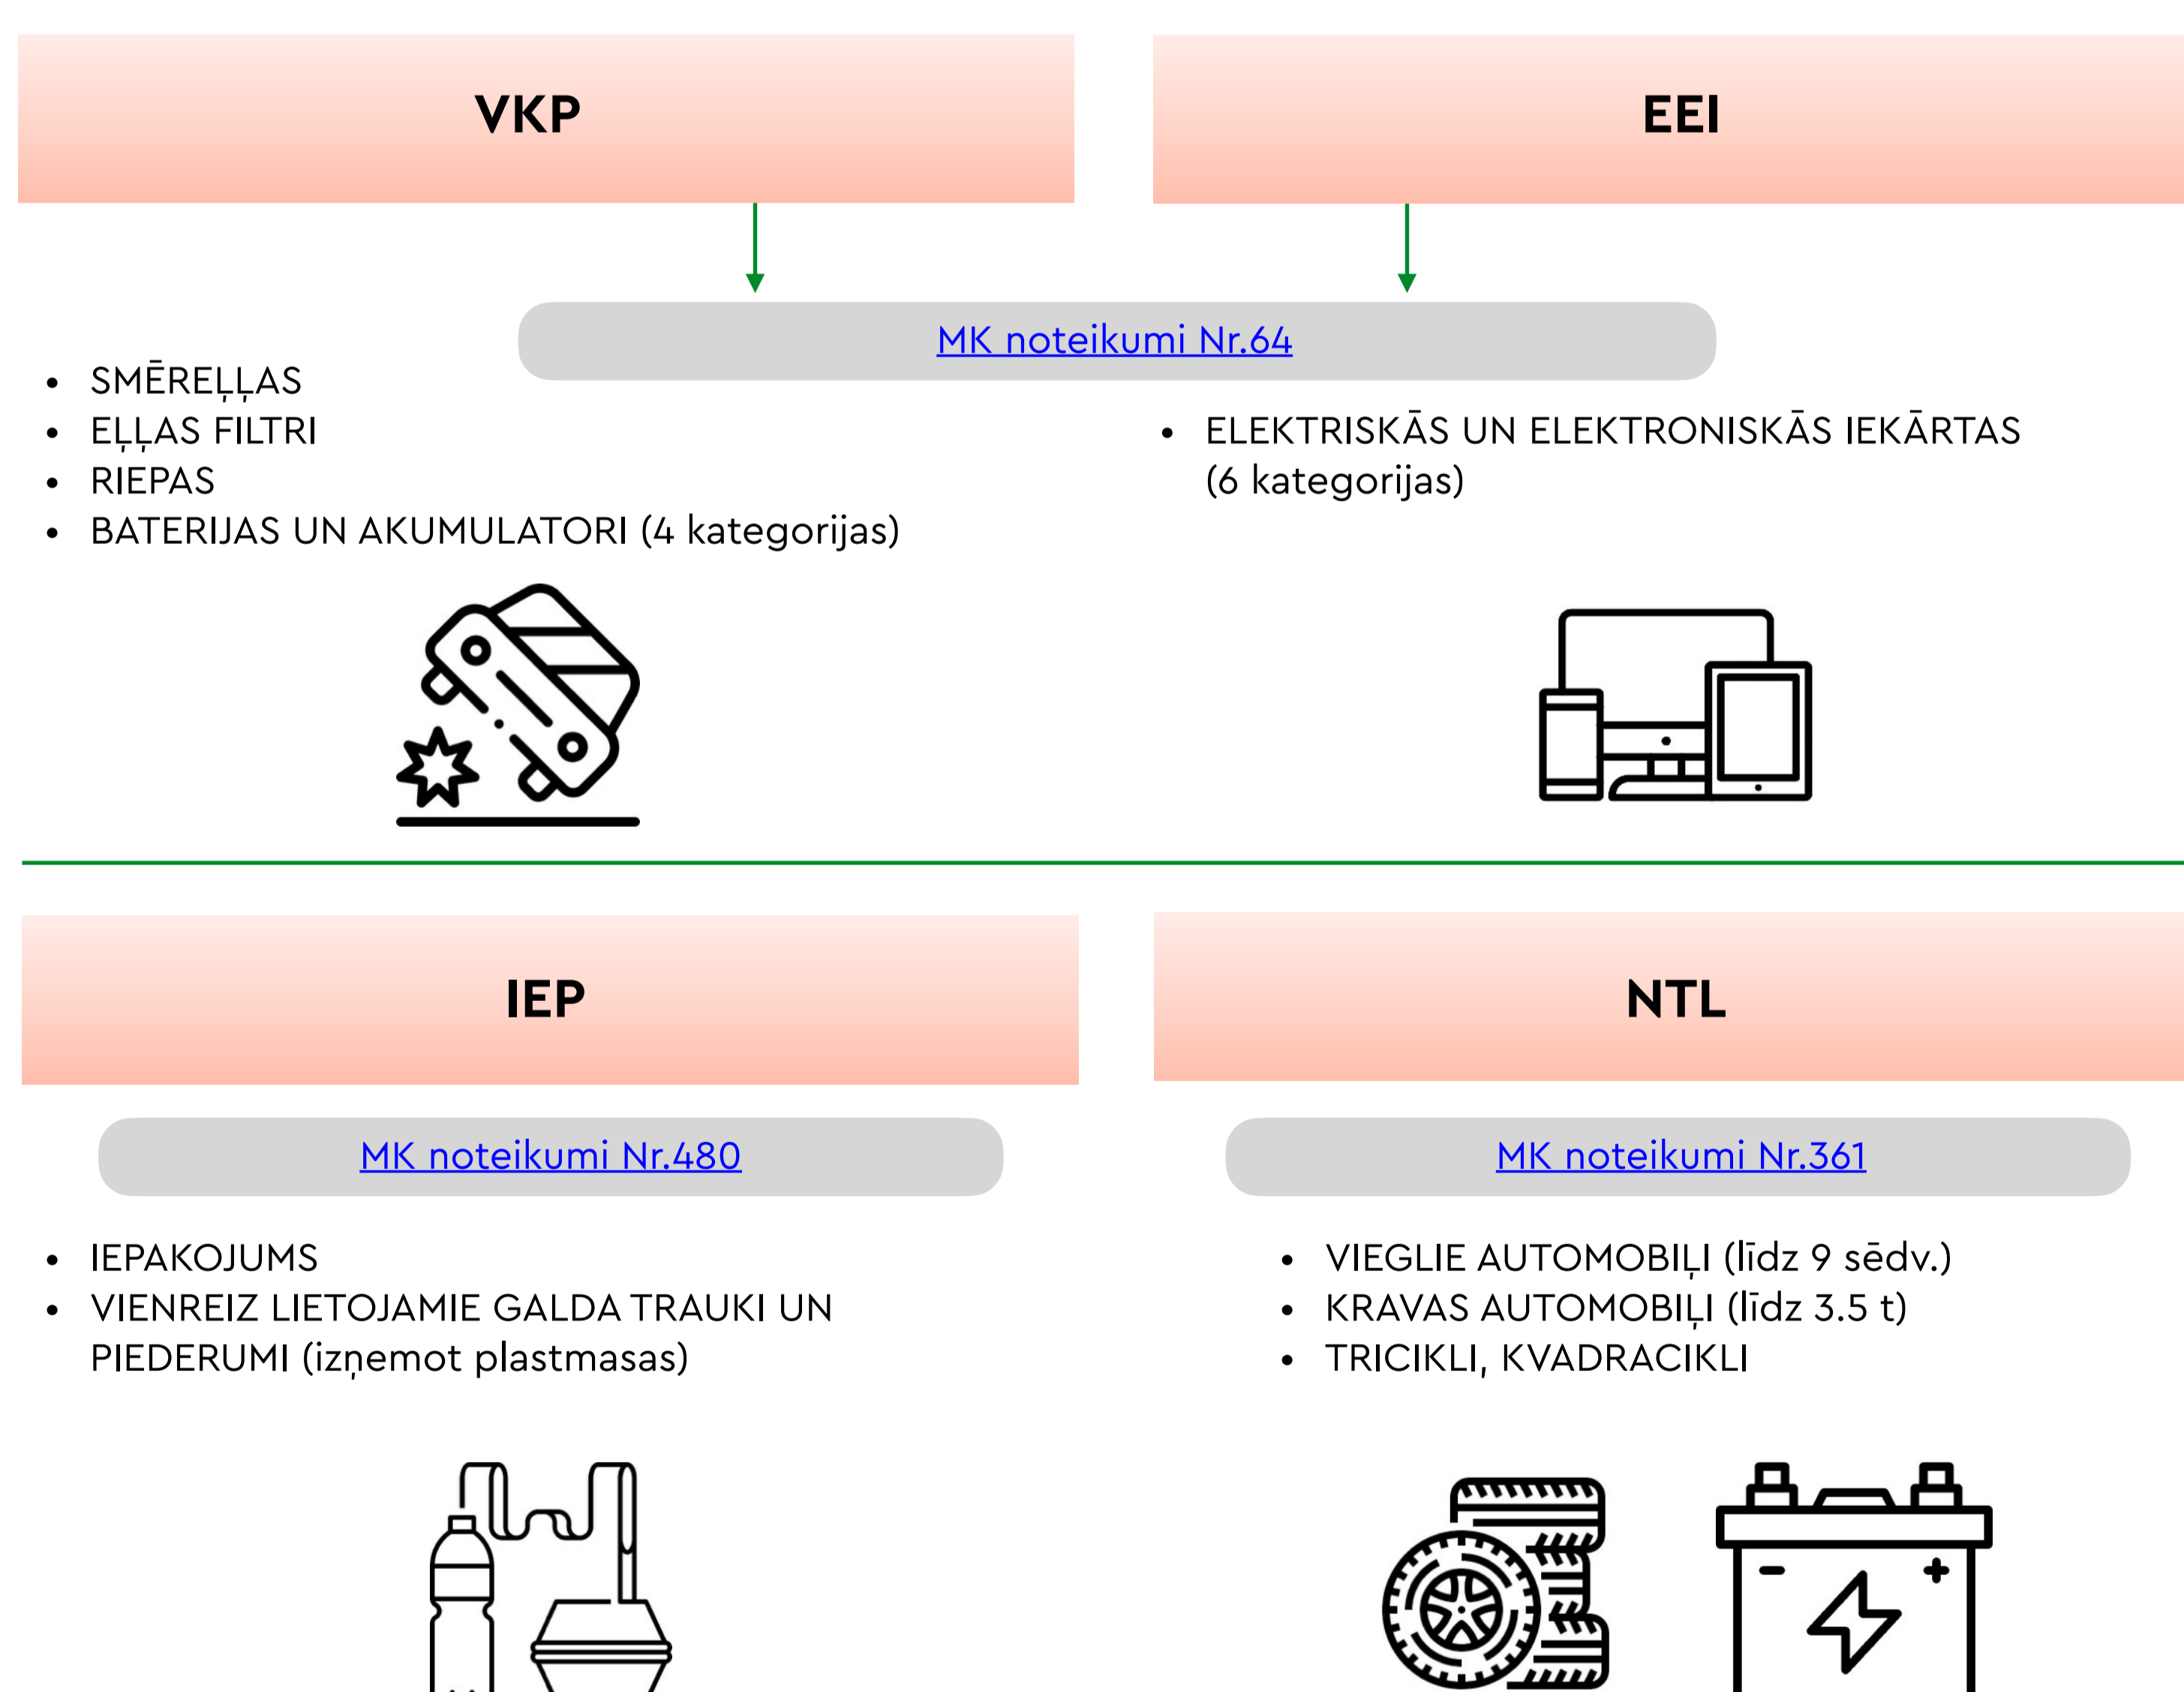 VKP
EEI
MK noteikumi Nr.64
• SMĒREĻĻAS
• EĻĻAS FILTRI
• RIEPAS
• BATERIJAS UN AKUMULATORI (4 kategorijas)
• ELEKTRISKĀS UN ELEKTRONISKĀS IEKĀRTAS
(6 kategorijas)
IEP
NTL
MK noteikumi Nr.480
MK noteikumi Nr.361
• IEPAKOJUMS
• VIENREIZ LIETOJAMIE GALDA TRAUKI UN
PIEDERUMI (izņemot plastmasas)
• VIEGLIE AUTOMOBIĻI (līdz 9 sēdv.)
• KRAVAS AUTOMOBIĻI (līdz 3.5 t)
• TRICIKLI, KVADRACIKLI